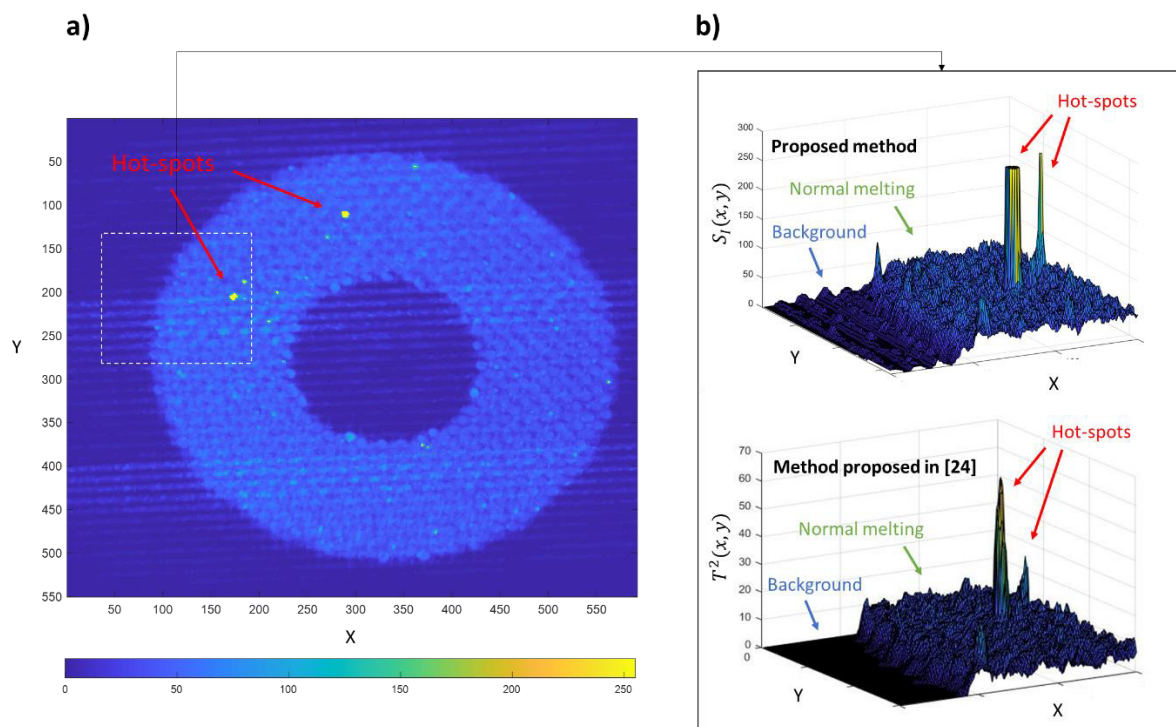 a)
Hot-spots
50
100
150
200
250
300
350
400
450
500
550
Y
50 100 150 200 250 300 350 400 450 500 550
X
0 50 100 150 200 250
b)
Hot-spots
Proposed method
Normal melting
Background
S_I(x, y)
300
250
200
150
100
50
0
Y
X
Hot-spots
Method proposed in [24]
Normal melting
Background
T²(x, y)
70
60
50
40
30
20
10
0
0
Y
X